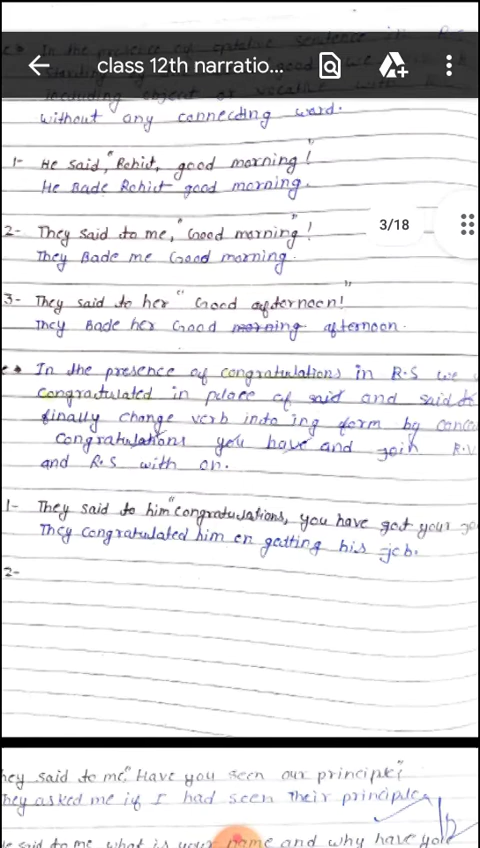 class 12th narratio...
without any connecting word.
1- He said, "Rohit, good morning!"
He Bade Rohit good morning.
3/18
2- They said to me, "Good morning"!
They Bade me Good morning.
3- They said to her "Good afternoon!"
They Bade her Good morning afternoon.
In the presence of congratulations in R.S we
congratulated in place of said and said to
finally change verb into ing form by
congratulations you have and join R.V
and R.S with on.
1- They said to him "congratulations, you have got your
They congratulated him on getting his job.
2-
hey said to me," Have you seen our principle"?
hey asked me if I had seen Their principle
said to me what is your name and why have you